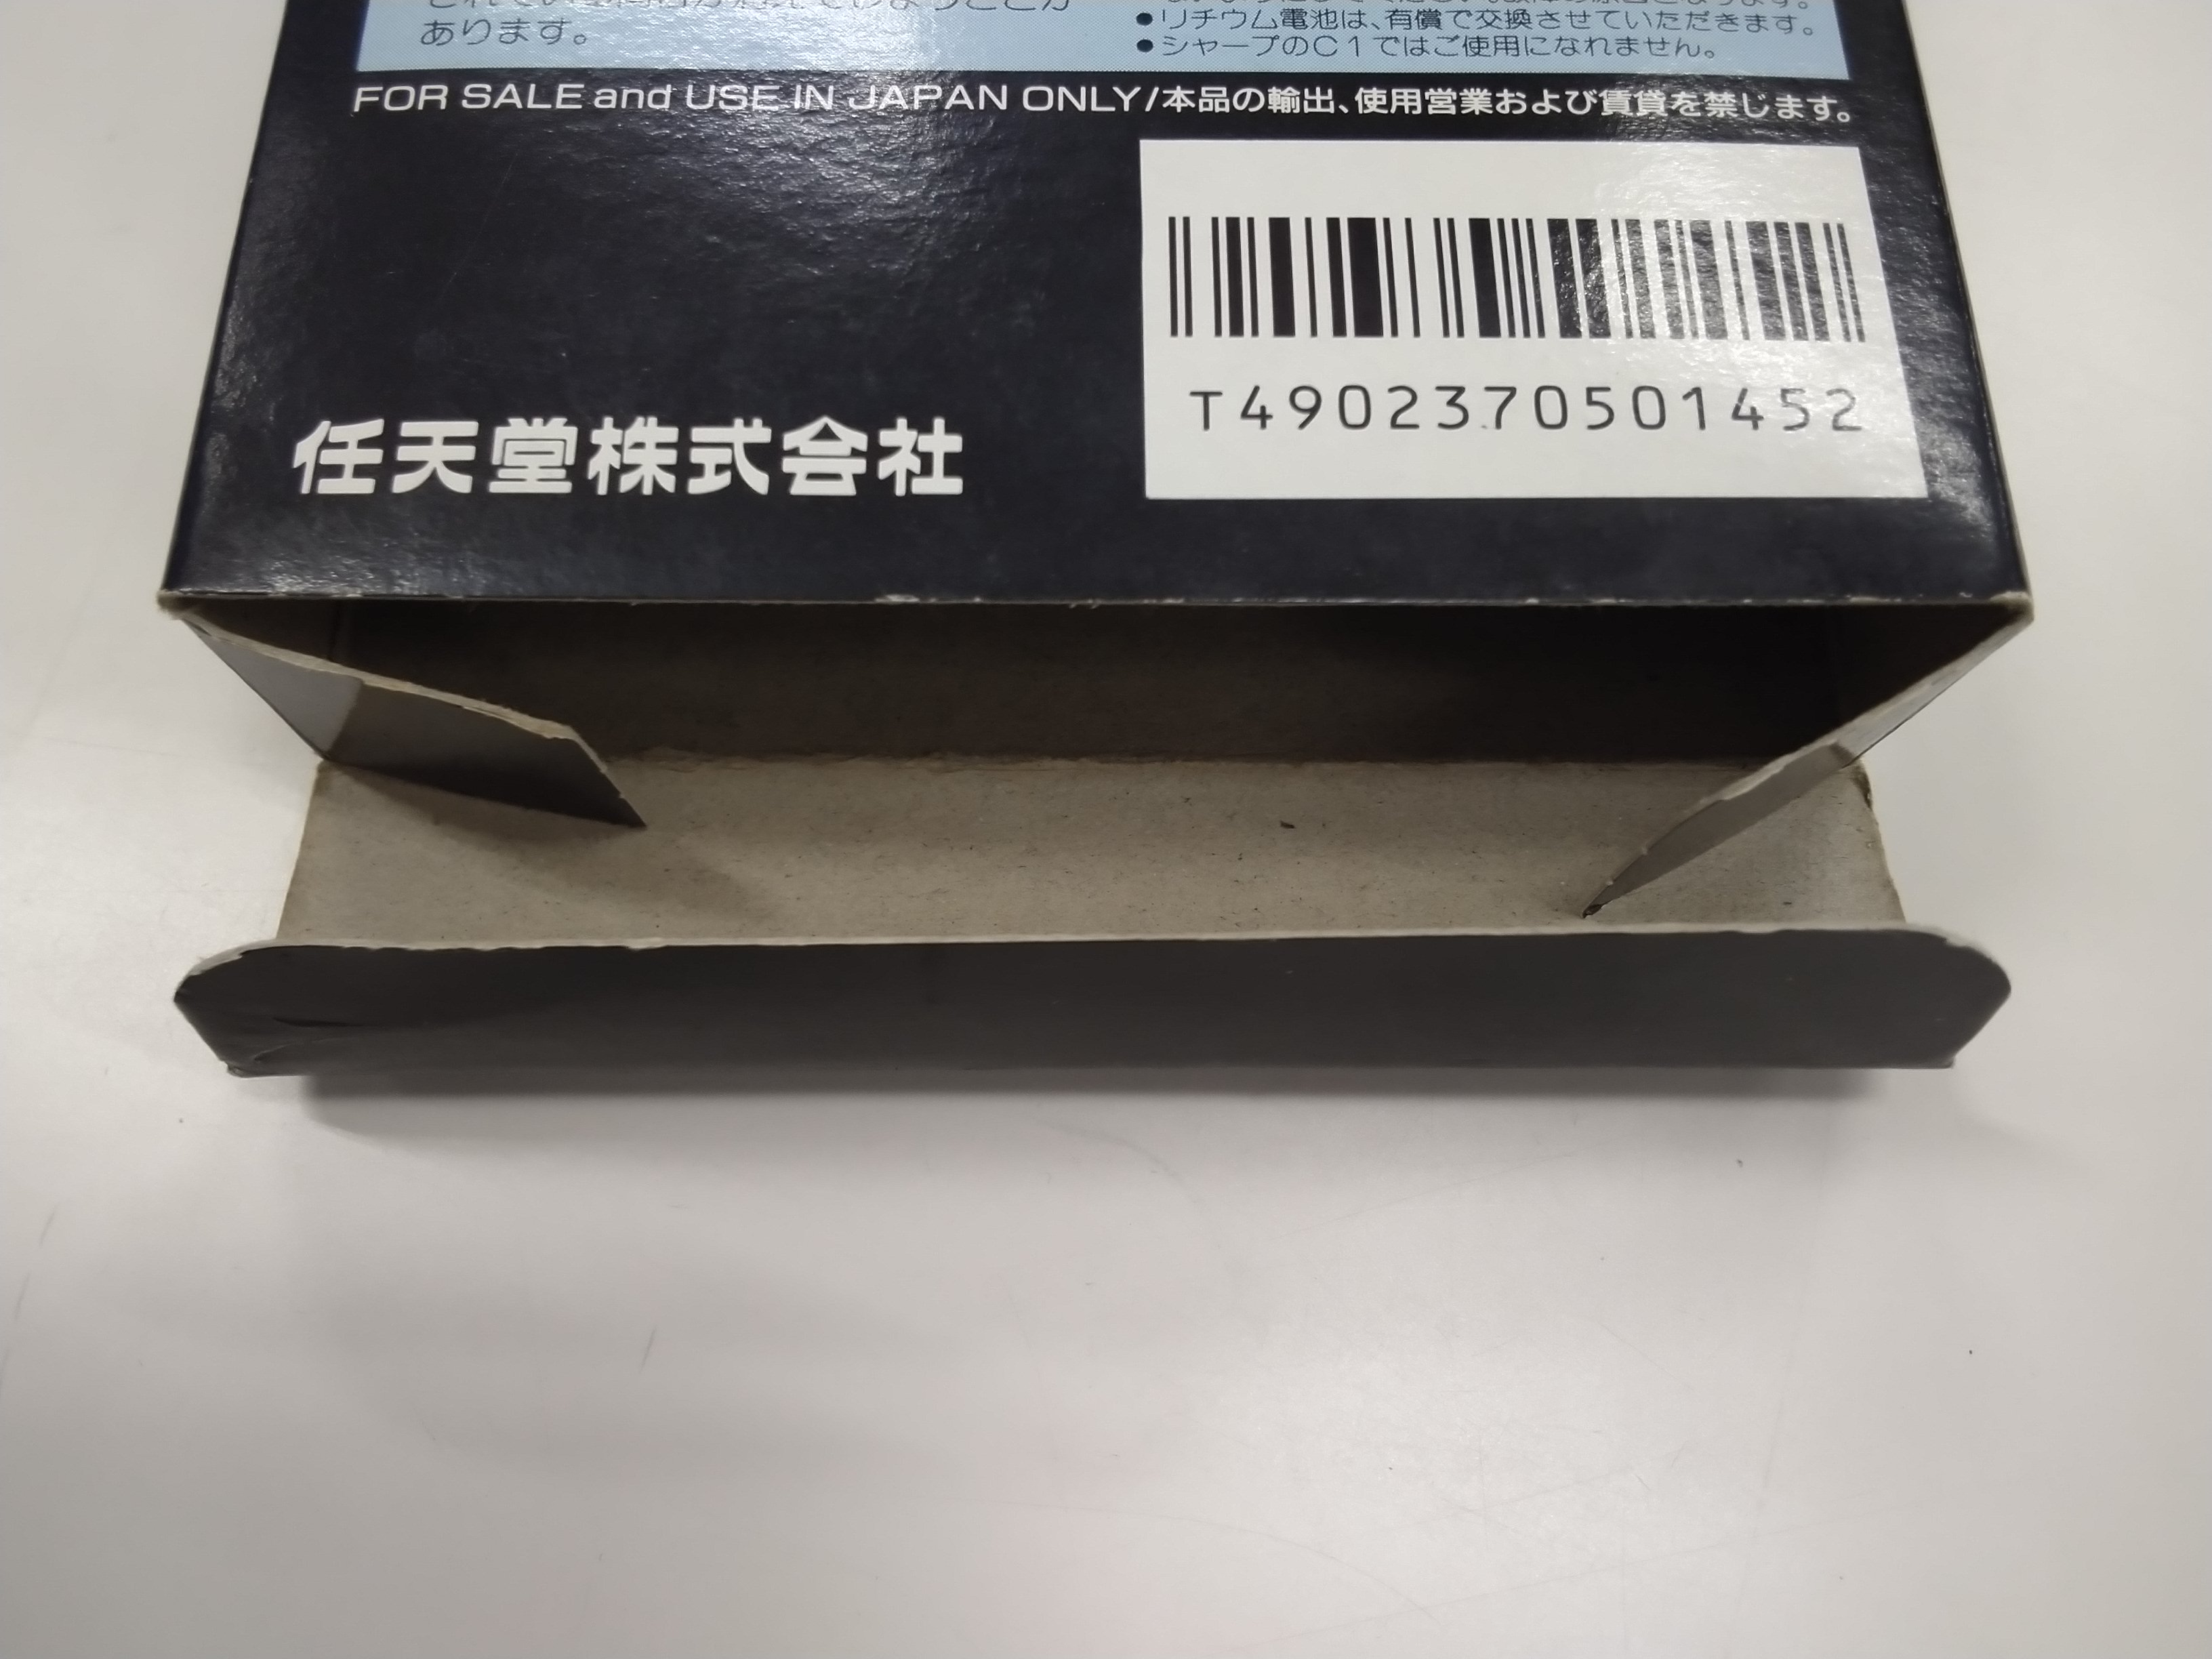 あります。
●リチウム電池は、有償で交換させていただきます。
●シャープのC1ではご使用になれません。
FOR SALE and USE IN JAPAN ONLY/本品の輸出、使用営業および賃貸を禁じます。
T4902370501452
任天堂株式会社